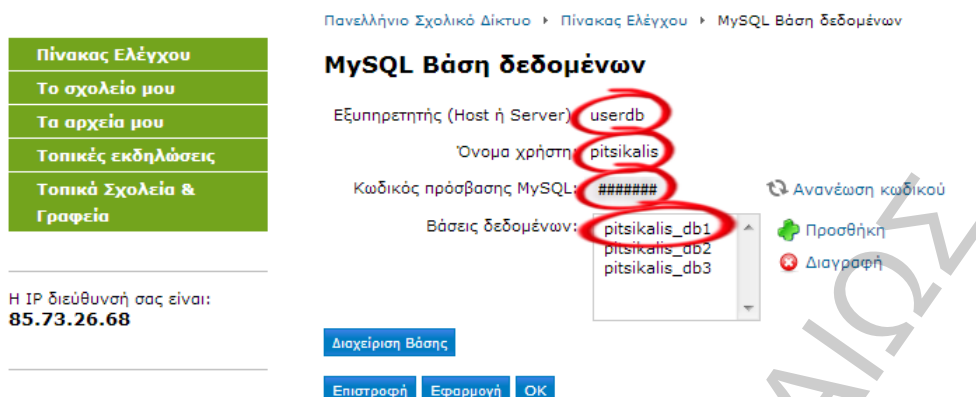 Πανελλήνιο Σχολικό Δίκτυο ▸ Πίνακας Ελέγχου ▸ MySQL Βάση δεδομένων
Πίνακας Ελέγχου
Το σχολείο μου
Τα αρχεία μου
Τοπικές εκδηλώσεις
Τοπικά Σχολεία &
Γραφεία
Η IP διεύθυνσή σας είναι:
85.73.26.68
MySQL Βάση δεδομένων
Εξυπηρετητής (Host ή Server) userdb
Όνομα χρήστη: pitsikalis
Κωδικός πρόσβασης MySQL: ####### Ανανέωση κωδικού
Βάσεις δεδομένων: pitsikalis_db1 Προσθήκη
pitsikalis_db2
pitsikalis_db3 Διαγραφή
Διαχείριση Βάσης
Επιστροφή Εφαρμογή OK